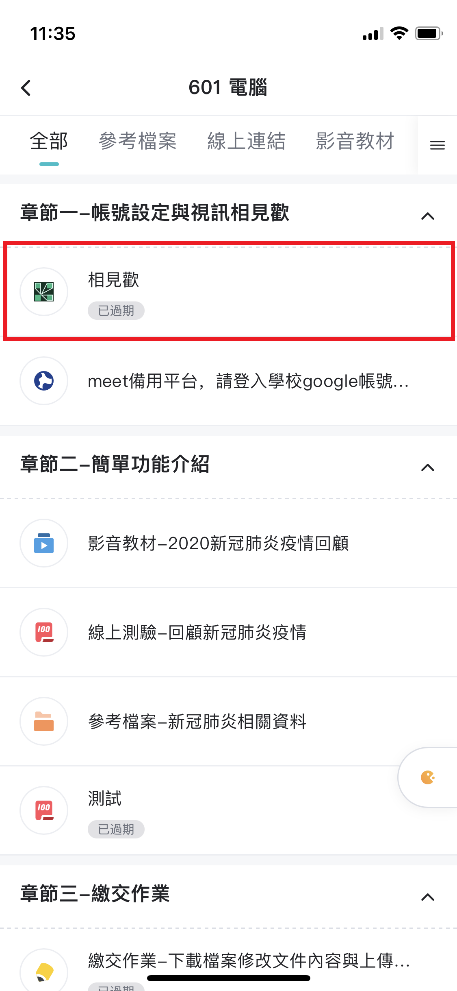 11:35
601 電腦
全部 參考檔案 線上連結 影音教材
章節一-帳號設定與視訊相見歡
相見歡
已過期
meet備用平台，請登入學校google帳號...
章節二-簡單功能介紹
影音教材-2020新冠肺炎疫情回顧
100
線上測驗-回顧新冠肺炎疫情
參考檔案-新冠肺炎相關資料
100
測試
已過期
章節三-繳交作業
繳交作業-下載檔案修改文件內容與上傳...
已過期